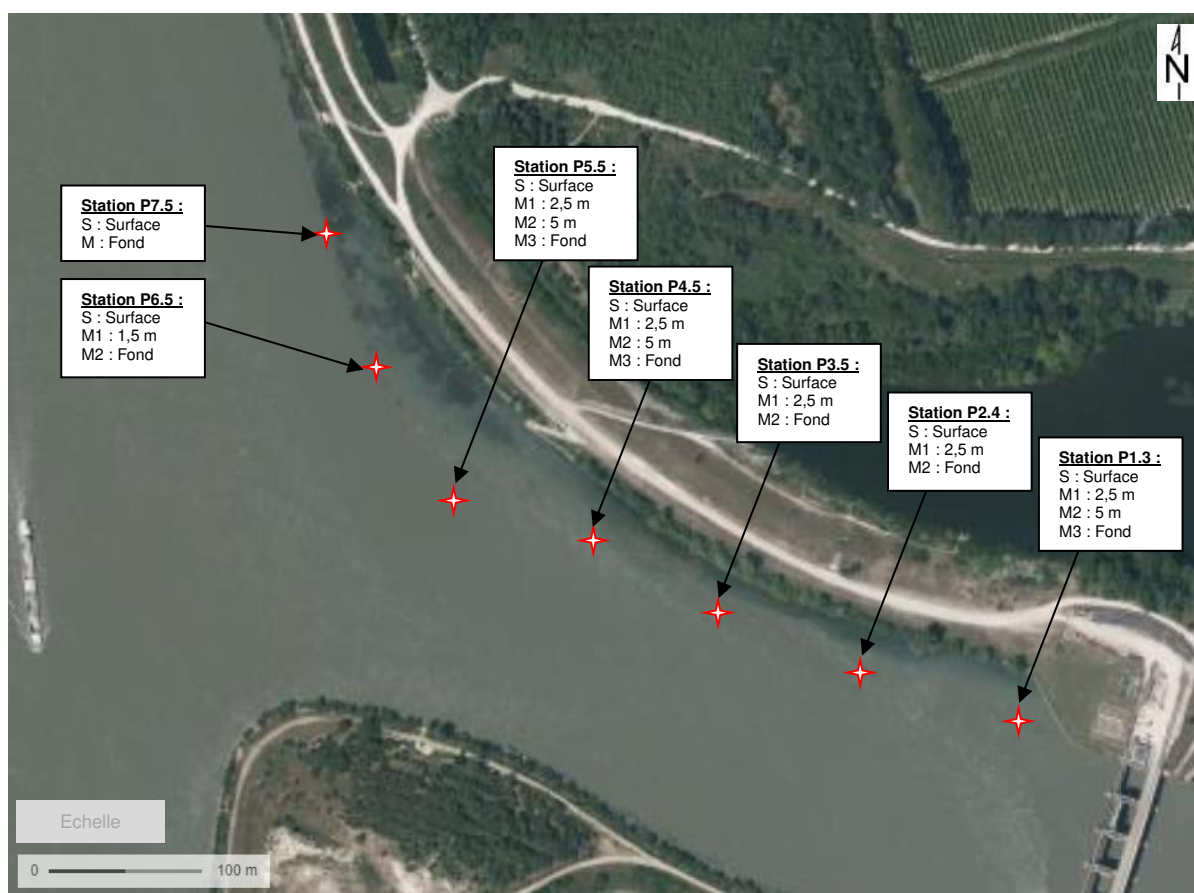 N
Station P5.5 :
S : Surface
M1 : 2,5 m
M2 : 5 m
M3 : Fond
Station P7.5 :
S : Surface
M : Fond
Station P6.5 :
S : Surface
M1 : 1,5 m
M2 : Fond
Station P4.5 :
S : Surface
M1 : 2,5 m
M2 : 5 m
M3 : Fond
Station P3.5 :
S : Surface
M1 : 2,5 m
M2 : Fond
Station P2.4 :
S : Surface
M1 : 2,5 m
M2 : Fond
Station P1.3 :
S : Surface
M1 : 2,5 m
M2 : 5 m
M3 : Fond
Echelle
0 100 m